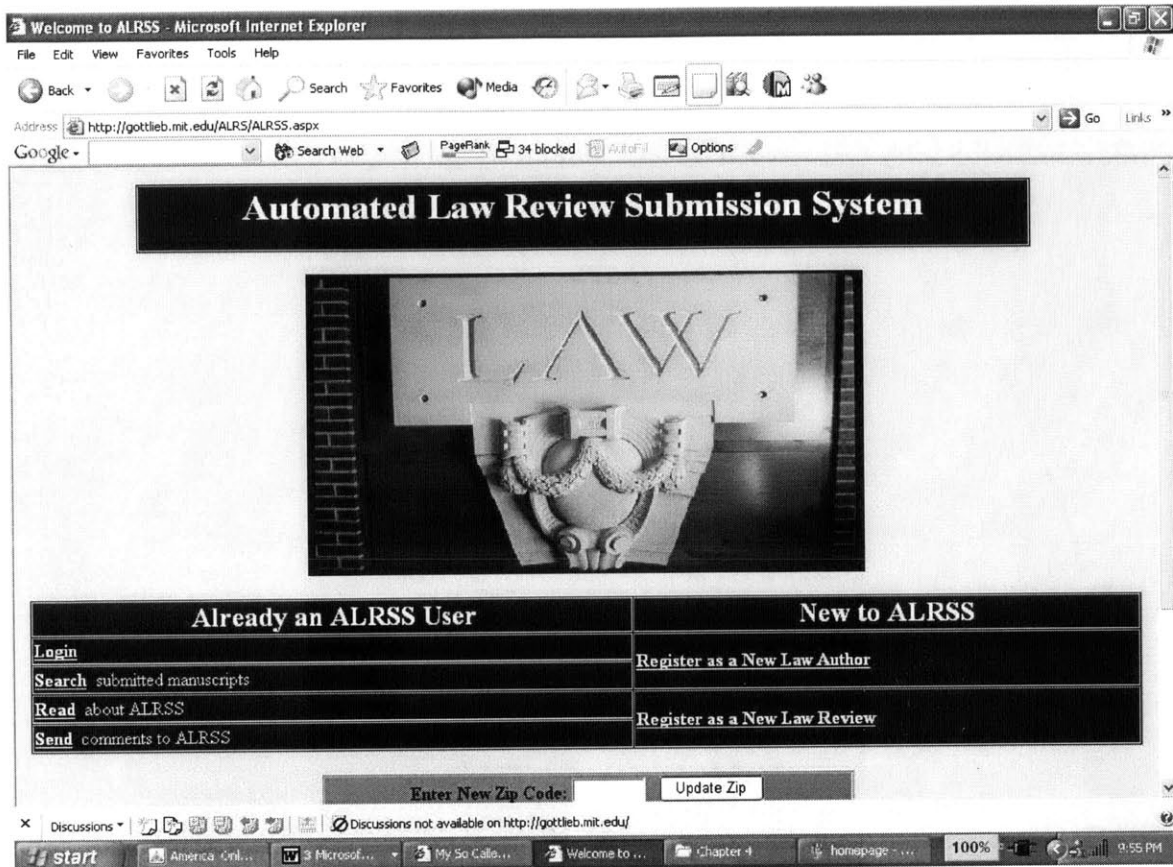 Welcome to ALRSS - Microsoft Internet Explorer
File Edit View Favorites Tools Help
Back Search Favorites Media
Address http://gottlieb.mit.edu/ALRS/ALRSS.aspx Go Links »
Google Search Web PageRank 34 blocked AutoFill Options
Automated Law Review Submission System
LAW
Already an ALRSS User
Login
Search submitted manuscripts
Read about ALRSS
Send comments to ALRSS
New to ALRSS
Register as a New Law Author
Register as a New Law Review
Enter New Zip Code: Update Zip
Discussions Discussions not available on http://gottlieb.mit.edu/
start America Onl... 3 Microsof... My So Calle... Welcome to ... Chapter 4 homepage - ... 100% 9:55 PM